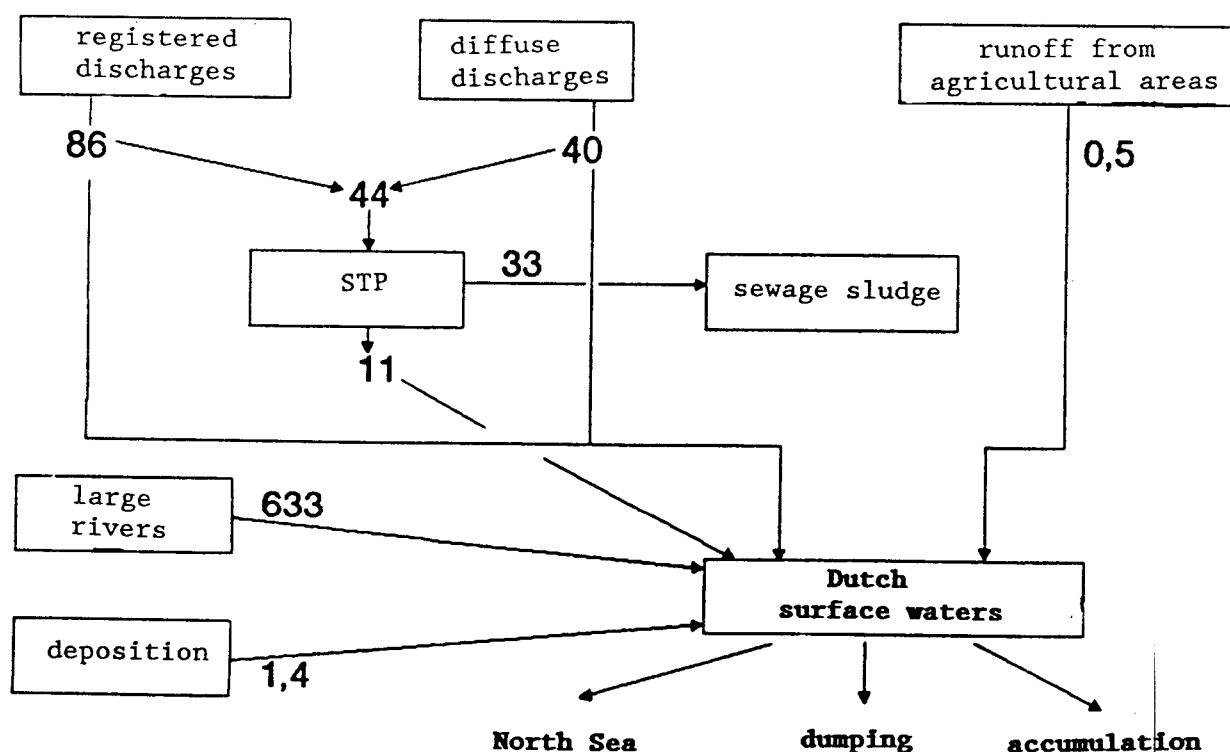 registered
discharges
diffuse
discharges
runoff from
agricultural areas
86
40
0,5
44
STP
33
sewage sludge
11
large
rivers
633
Dutch
surface waters
deposition
1,4
North Sea
dumping
accumulation